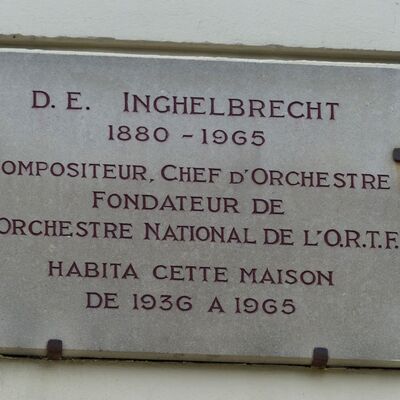 D. E. INGHELBRECHT
1880 - 1965
OMPOSITEUR, CHEF D'ORCHESTRE
FONDATEUR DE
ORCHESTRE NATIONAL DE L'O.R.T.F.
HABITA CETTE MAISON
DE 1936 A 1965